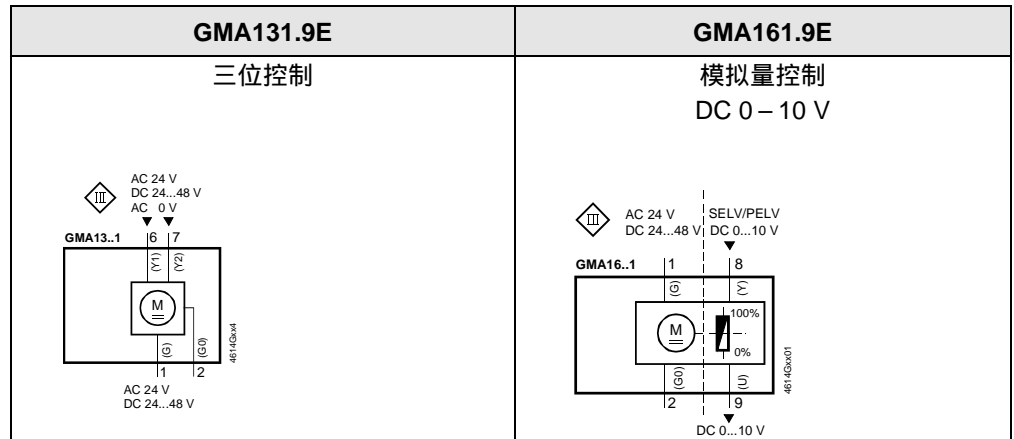 GMA131.9E
GMA161.9E
三位控制
模拟量控制
DC 0 – 10 V
AC 24 V
DC 24...48 V
AC 0 V
III
GMA13..1
6 7
(Y1) (Y2)
M
(G) (G0)
1 2
AC 24 V
DC 24...48 V
4614Gxx4
III
AC 24 V
DC 24...48 V
SELV/PELV
DC 0...10 V
GMA16..1
1 8
(G) (Y)
M
100%
0%
(G0) (U)
2 9
DC 0...10 V
4614Gxx01